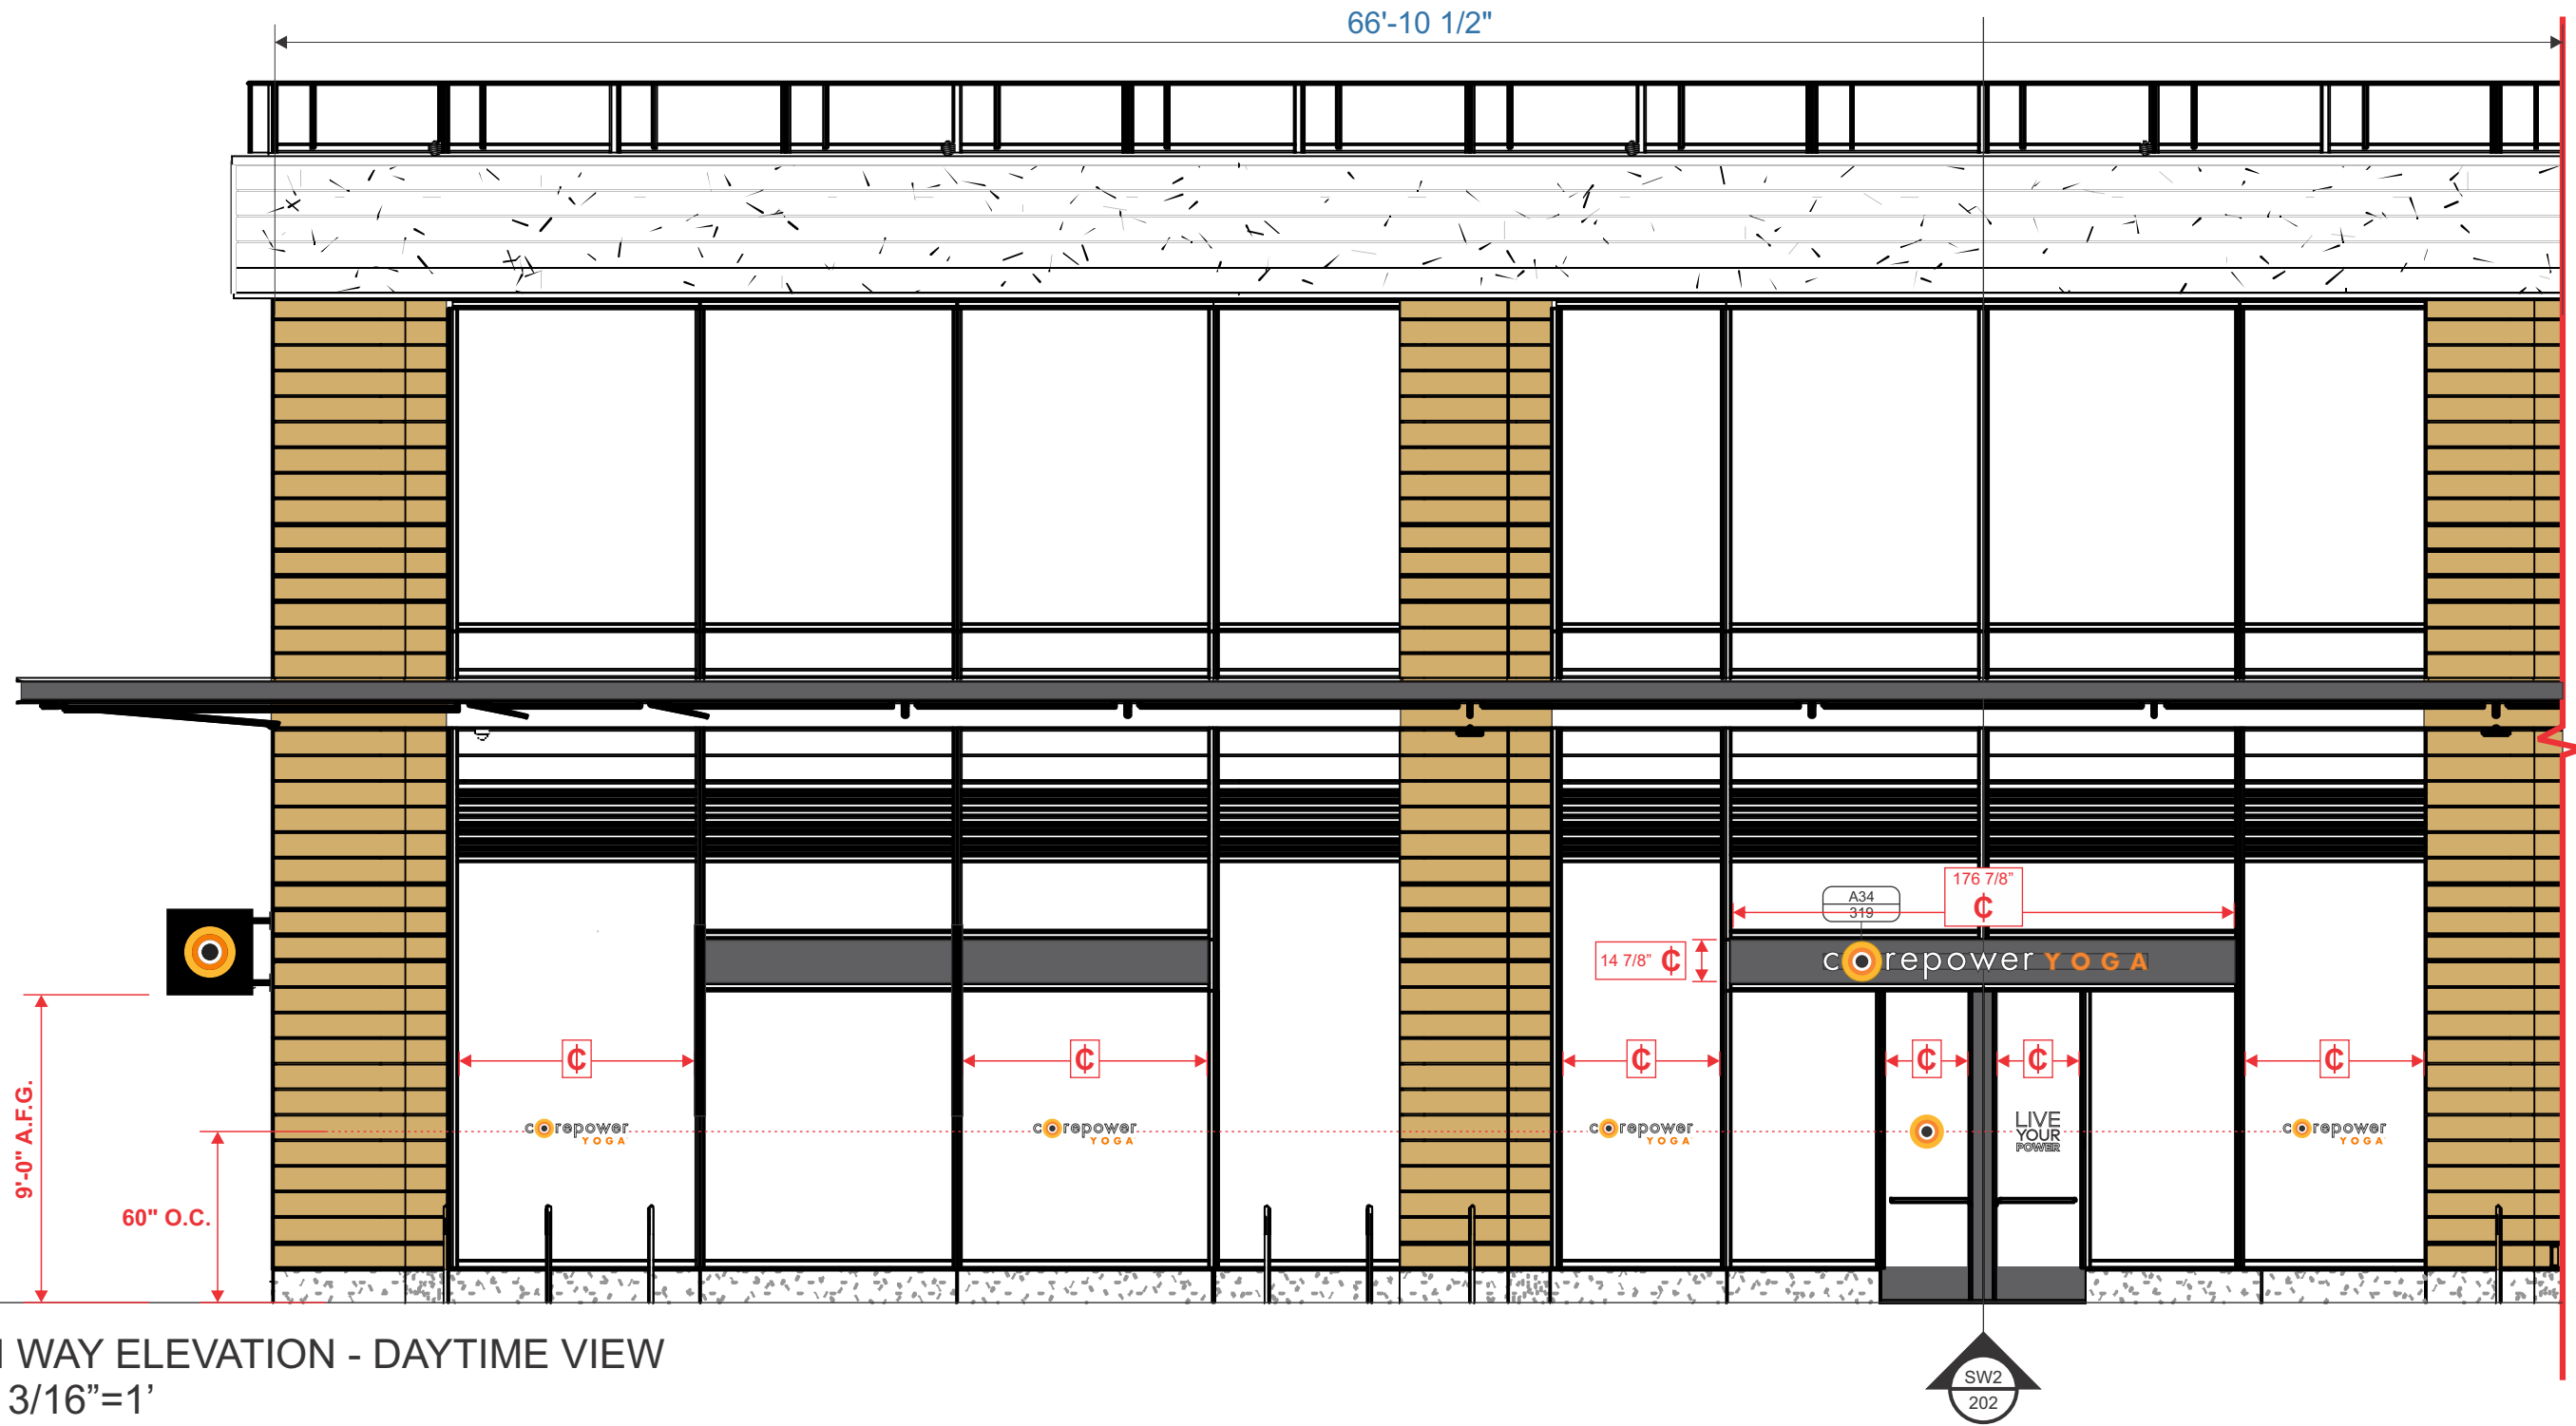 66'-10 1/2"
176 7/8”
₵
A34
319
14 7/8” ₵
corepower YOGA
₵
₵
₵
₵
₵
₵
9'-0" A.F.G.
60" O.C.
corepower
YOGA
corepower
YOGA
corepower
YOGA
LIVE
YOUR
POWER
corepower
YOGA
WAY ELEVATION - DAYTIME VIEW
3/16”=1’
SW2
202